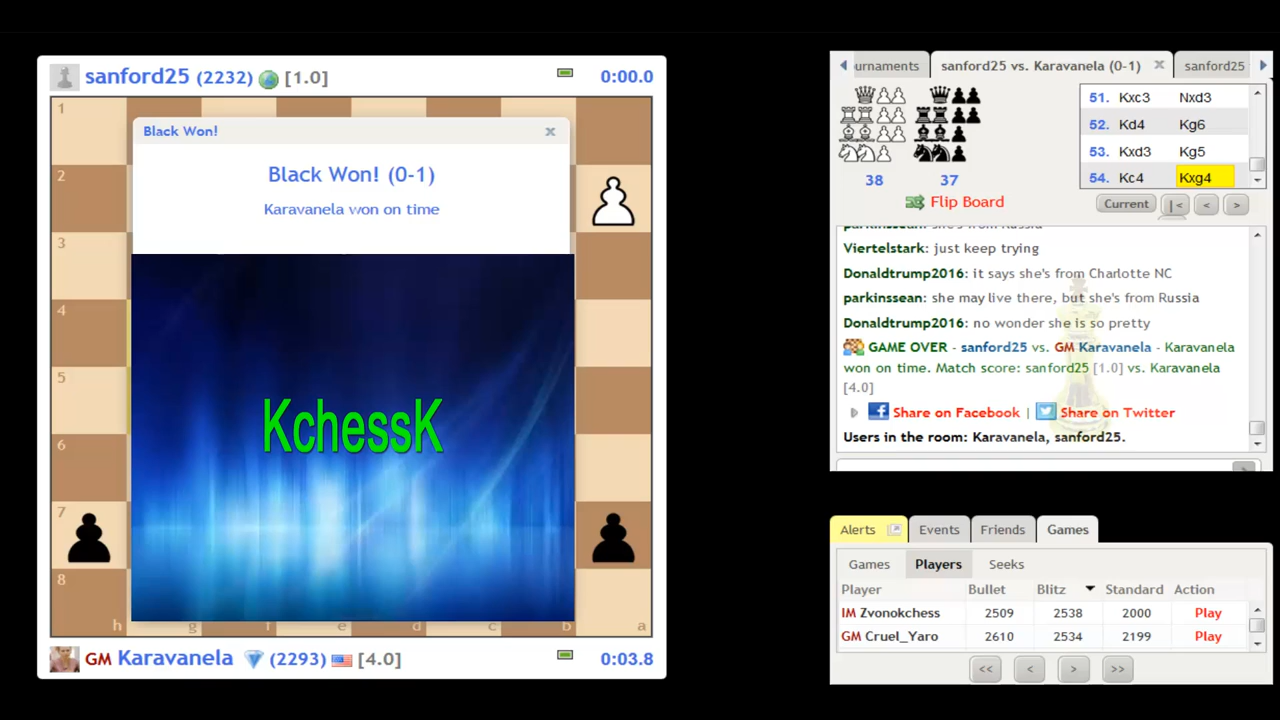 sanford25 (2232) [1.0] 0:00.0
1
2
3
4
5
6
7
8
Black Won!
Black Won! (0-1)
Karavanela won on time
KchessK
h g f e d c b a
GM Karavanela (2293) [4.0] 0:03.8
urnaments sanford25 vs. Karavanela (0-1) sanford25
51. Kxc3 Nxd3
52. Kd4 Kg6
53. Kxd3 Kg5
54. Kc4 Kxg4
38 37
Flip Board
Current |< < >
parkinssean: she's from Russia
Viertelstark: just keep trying
Donaldtrump2016: it says she's from Charlotte NC
parkinssean: she may live there, but she's from Russia
Donaldtrump2016: no wonder she is so pretty
GAME OVER - sanford25 vs. GM Karavanela - Karavanela
won on time. Match score: sanford25 [1.0] vs. Karavanela
[4.0]
Share on Facebook | Share on Twitter
Users in the room: Karavanela, sanford25.
Alerts Events Friends Games
Games Players Seeks
Player Bullet Blitz Standard Action
IM Zvonokchess 2509 2538 2000 Play
GM Cruel_Yaro 2610 2534 2199 Play
<< < > >>